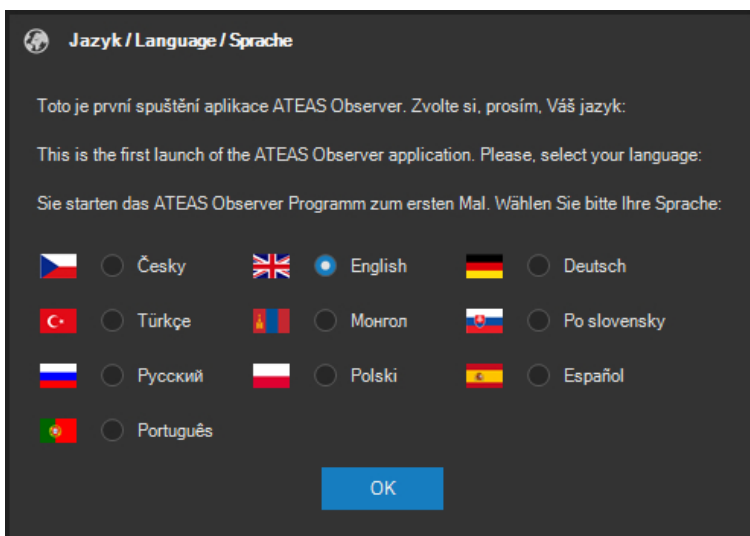 Jazyk / Language / Sprache
Toto je první spuštění aplikace ATEAS Observer. Zvolte si, prosím, Váš jazyk:
This is the first launch of the ATEAS Observer application. Please, select your language:
Sie starten das ATEAS Observer Programm zum ersten Mal. Wählen Sie bitte Ihre Sprache:
Česky English Deutsch
Türkçe Монгол Po slovensky
Русский Polski Español
Português
OK